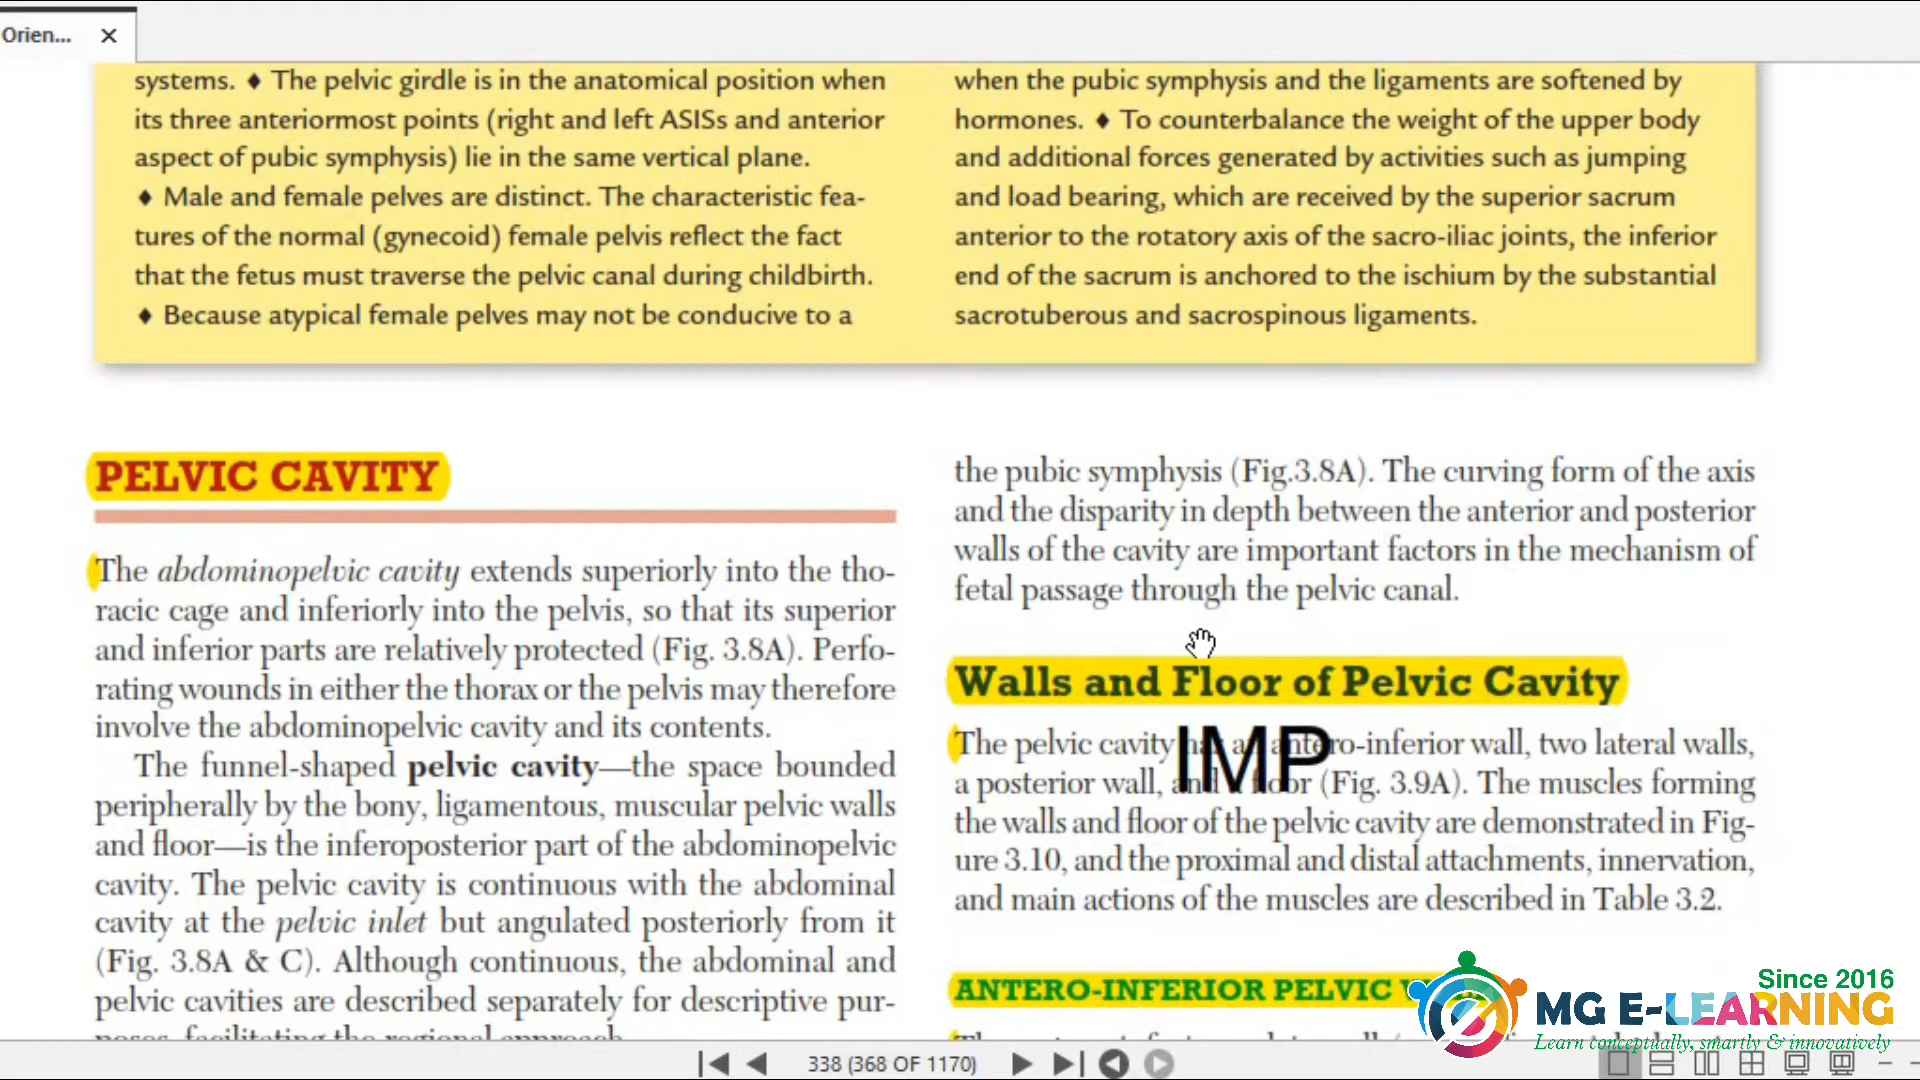 Orien...
systems. ♦ The pelvic girdle is in the anatomical position when
its three anteriormost points (right and left ASISs and anterior
aspect of pubic symphysis) lie in the same vertical plane.
♦ Male and female pelves are distinct. The characteristic fea-
tures of the normal (gynecoid) female pelvis reflect the fact
that the fetus must traverse the pelvic canal during childbirth.
♦ Because atypical female pelves may not be conducive to a
when the pubic symphysis and the ligaments are softened by
hormones. ♦ To counterbalance the weight of the upper body
and additional forces generated by activities such as jumping
and load bearing, which are received by the superior sacrum
anterior to the rotatory axis of the sacro-iliac joints, the inferior
end of the sacrum is anchored to the ischium by the substantial
sacrotuberous and sacrospinous ligaments.
PELVIC CAVITY
The abdominopelvic cavity extends superiorly into the tho-
racic cage and inferiorly into the pelvis, so that its superior
and inferior parts are relatively protected (Fig. 3.8A). Perfo-
rating wounds in either the thorax or the pelvis may therefore
involve the abdominopelvic cavity and its contents.
The funnel-shaped pelvic cavity—the space bounded
peripherally by the bony, ligamentous, muscular pelvic walls
and floor—is the inferoposterior part of the abdominopelvic
cavity. The pelvic cavity is continuous with the abdominal
cavity at the pelvic inlet but angulated posteriorly from it
(Fig. 3.8A & C). Although continuous, the abdominal and
pelvic cavities are described separately for descriptive pur-
poses, facilitating the regional approach.
the pubic symphysis (Fig.3.8A). The curving form of the axis
and the disparity in depth between the anterior and posterior
walls of the cavity are important factors in the mechanism of
fetal passage through the pelvic canal.
Walls and Floor of Pelvic Cavity
The pelvic cavity has an antero-inferior wall, two lateral walls,
a posterior wall, and a floor (Fig. 3.9A). The muscles forming
the walls and floor of the pelvic cavity are demonstrated in Fig-
ure 3.10, and the proximal and distal attachments, innervation,
and main actions of the muscles are described in Table 3.2.
IMP
ANTERO-INFERIOR PELVIC
Since 2016
MG E-LEARNING
Learn conceptually, smartly & innovatively
338 (368 OF 1170)